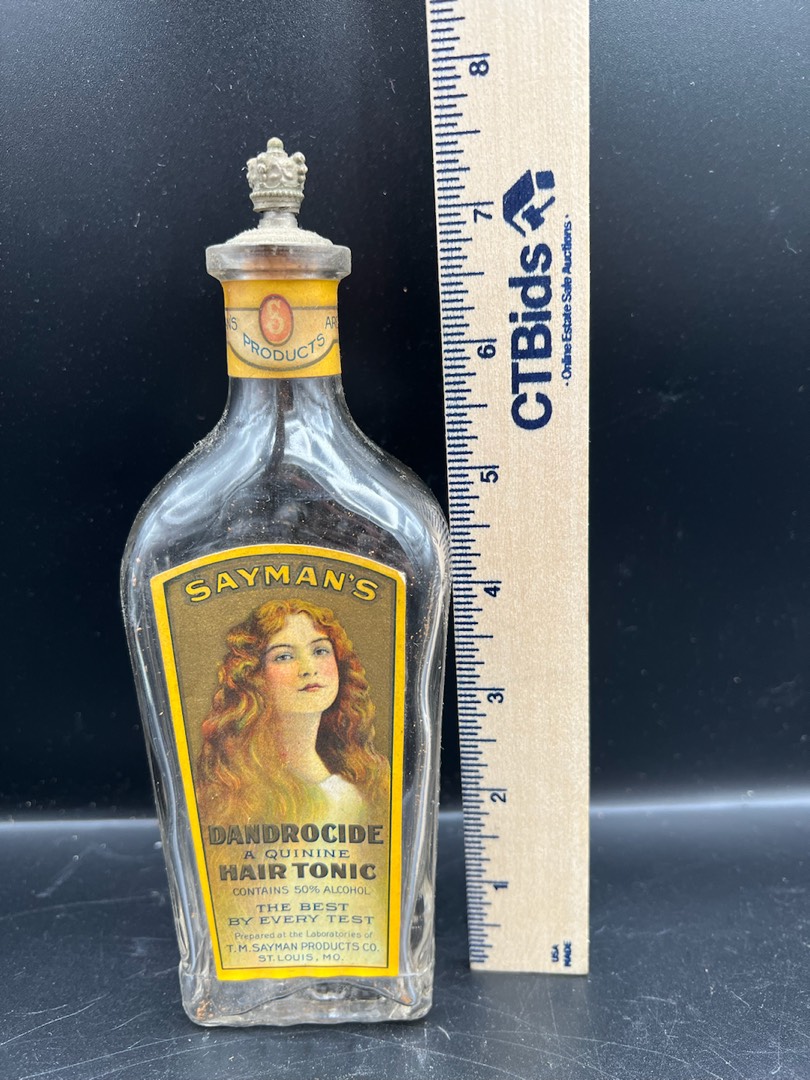 NS
S
AR
PRODUCTS
SAYMAN'S
DANDROCIDE
A QUININE
HAIR TONIC
CONTAINS 50% ALCOHOL
THE BEST
BY EVERY TEST
Prepared at the Laboratories of
T.M. SAYMAN PRODUCTS CO.
ST. LOUIS, MO.
8
7
6
5
4
3
2
1
CTBids
· Online Estate Sale Auctions ·
USA
MADE